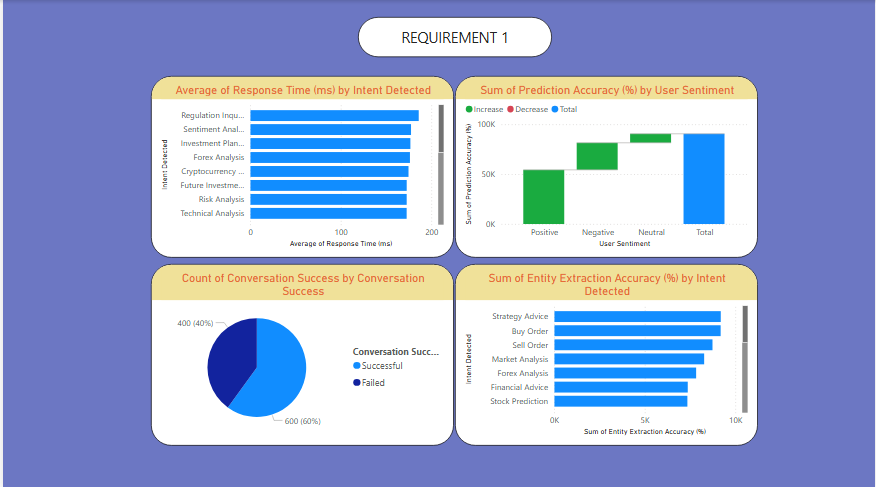 REQUIREMENT 1
Average of Response Time (ms) by Intent Detected
Intent Detected
Regulation Inqu...
Sentiment Anal...
Investment Plan...
Forex Analysis
Cryptocurrency ...
Future Investme...
Risk Analysis
Technical Analysis
0 100 200
Average of Response Time (ms)
Sum of Prediction Accuracy (%) by User Sentiment
Increase Decrease Total
Sum of Prediction Accuracy (%)
100K
50K
0K
Positive Negative Neutral Total
User Sentiment
Count of Conversation Success by Conversation
Success
400 (40%)
600 (60%)
Conversation Succ...
Successful
Failed
Sum of Entity Extraction Accuracy (%) by Intent
Detected
Intent Detected
Strategy Advice
Buy Order
Sell Order
Market Analysis
Forex Analysis
Financial Advice
Stock Prediction
0K 5K 10K
Sum of Entity Extraction Accuracy (%)